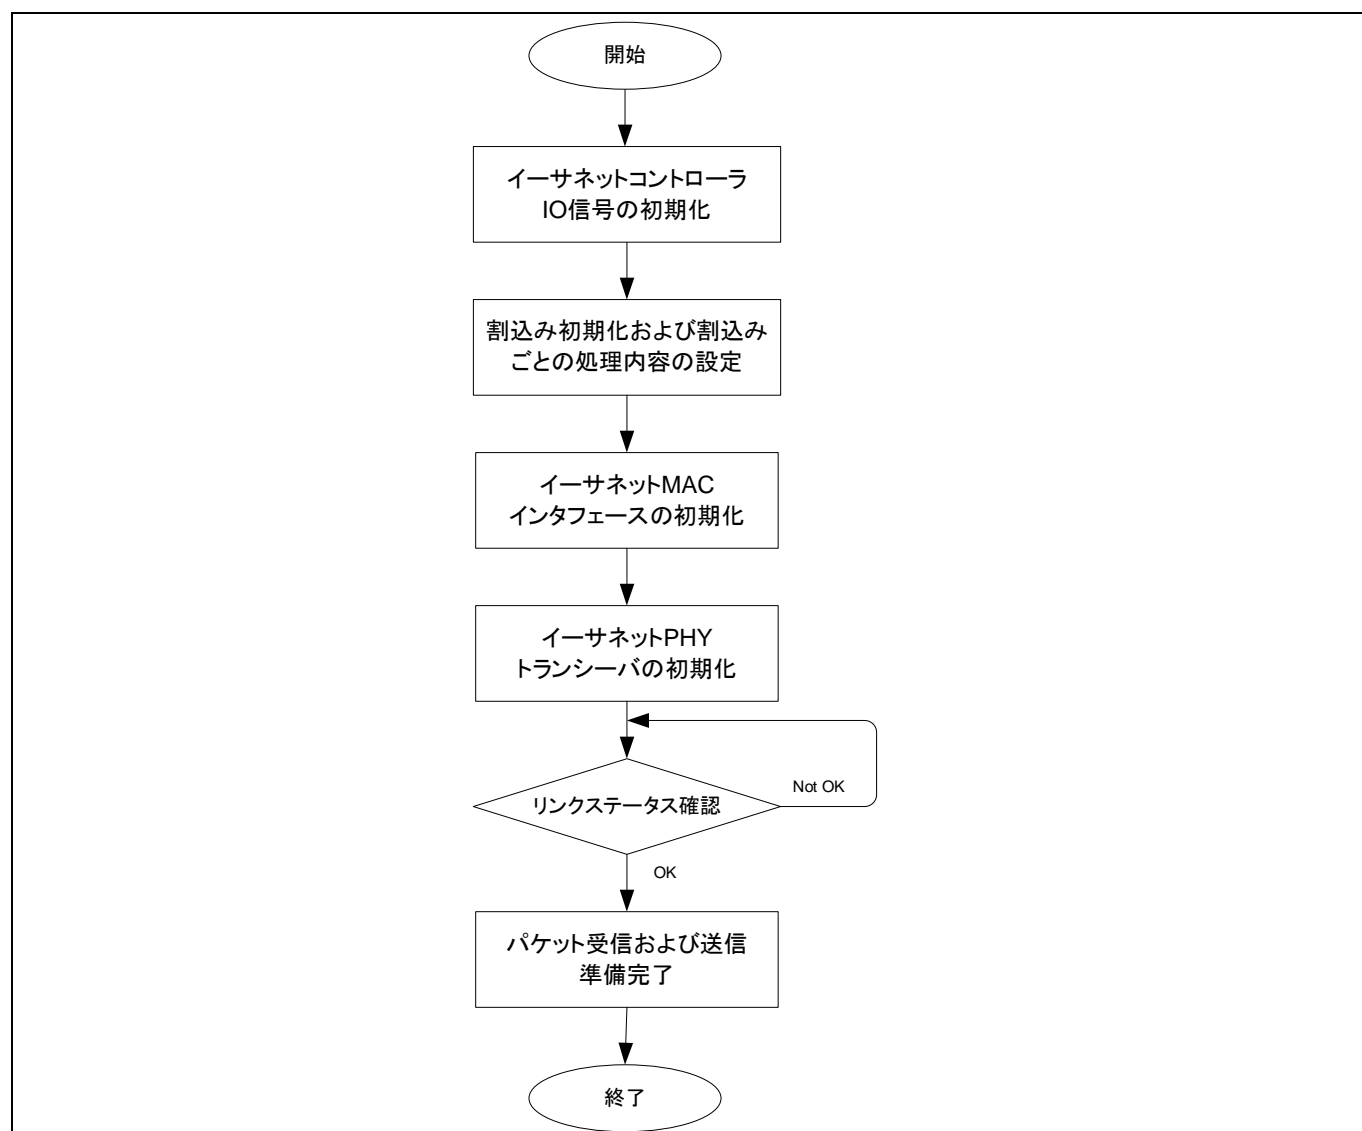 開始
イーサネットコントローラ
IO信号の初期化
割込み初期化および割込み
ごとの処理内容の設定
イーサネットMAC
インタフェースの初期化
イーサネットPHY
トランシーバの初期化
Not OK
リンクステータス確認
OK
パケット受信および送信
準備完了
終了